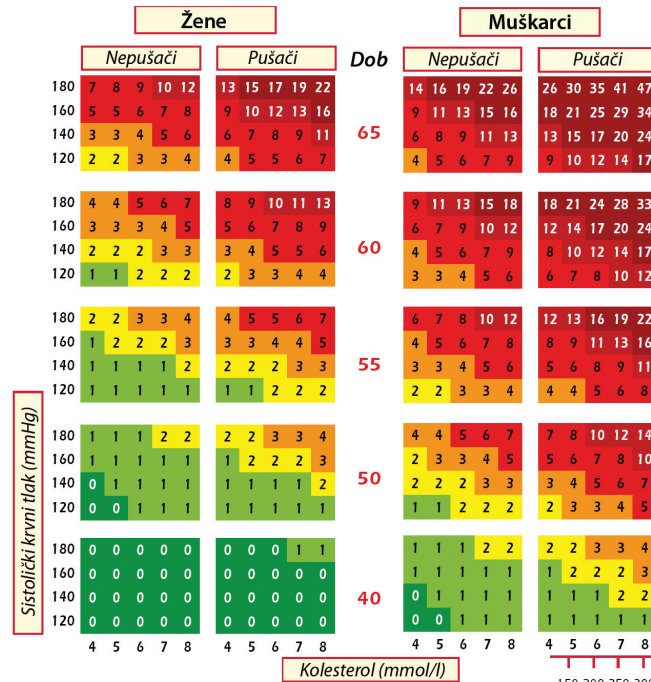 Žene Muškarci
Nepušači Pušači Dob Nepušači Pušači
180 7 8 9 10 12 13 15 17 19 22 14 16 19 22 26 26 30 35 41 47
160 5 5 6 7 8 9 10 12 13 16 9 11 13 15 16 18 21 25 29 34
140 3 3 4 5 6 6 7 8 9 11 65 6 8 9 11 13 13 15 17 20 24
120 2 2 3 3 4 4 5 5 6 7 4 5 6 7 9 9 10 12 14 17
180 4 4 5 6 7 8 9 10 11 13 9 11 13 15 18 18 21 24 28 33
160 3 3 3 4 5 5 6 7 8 9 6 7 9 10 12 12 14 17 20 24
140 2 2 2 3 3 3 4 5 5 6 60 4 5 6 7 9 8 10 12 14 17
120 1 1 2 2 2 2 3 3 4 4 3 3 4 5 6 6 7 8 10 12
180 2 2 3 3 4 4 5 5 6 7 6 7 8 10 12 12 13 16 19 22
160 1 2 2 2 3 3 3 4 4 5 4 5 6 7 8 8 9 11 13 16
140 1 1 1 1 2 2 2 2 3 3 55 3 3 4 5 6 5 6 8 9 11
120 1 1 1 1 1 1 1 2 2 2 2 2 3 3 4 4 4 5 6 8
180 1 1 1 2 2 2 2 3 3 4 4 4 5 6 7 7 8 10 12 14
160 1 1 1 1 1 1 2 2 2 3 2 3 3 4 5 5 6 7 8 10
140 0 1 1 1 1 1 1 1 1 2 50 2 2 2 3 3 3 4 5 6 7
120 0 0 1 1 1 1 1 1 1 1 1 1 2 2 2 2 3 3 4 5
180 0 0 0 0 0 0 0 0 1 1 1 1 1 2 2 2 2 3 3 4
160 0 0 0 0 0 0 0 0 0 0 1 1 1 1 1 1 2 2 2 3
140 0 0 0 0 0 0 0 0 0 0 40 0 1 1 1 1 1 1 1 2 2
120 0 0 0 0 0 0 0 0 0 0 0 0 1 1 1 1 1 1 1 1
4 5 6 7 8 4 5 6 7 8 4 5 6 7 8 4 5 6 7 8
Sistolički krvni tlak (mmHg)
Kolesterol (mmol/l)